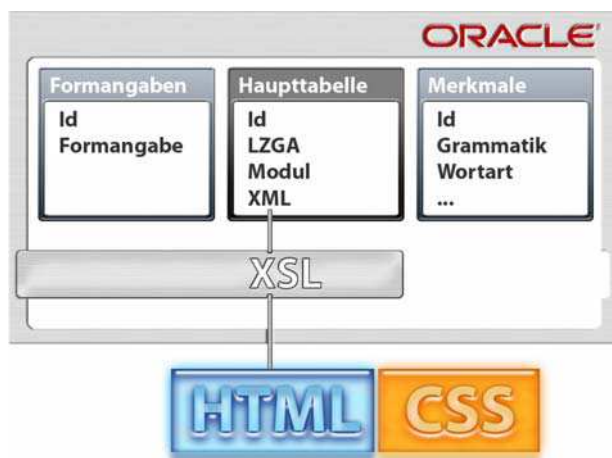 ORACLE
Formangaben
Id
Formangabe
Haupttabelle
Id
LZGA
Modul
XML
Merkmale
Id
Grammatik
Wortart
...
XSL
HTML
CSS